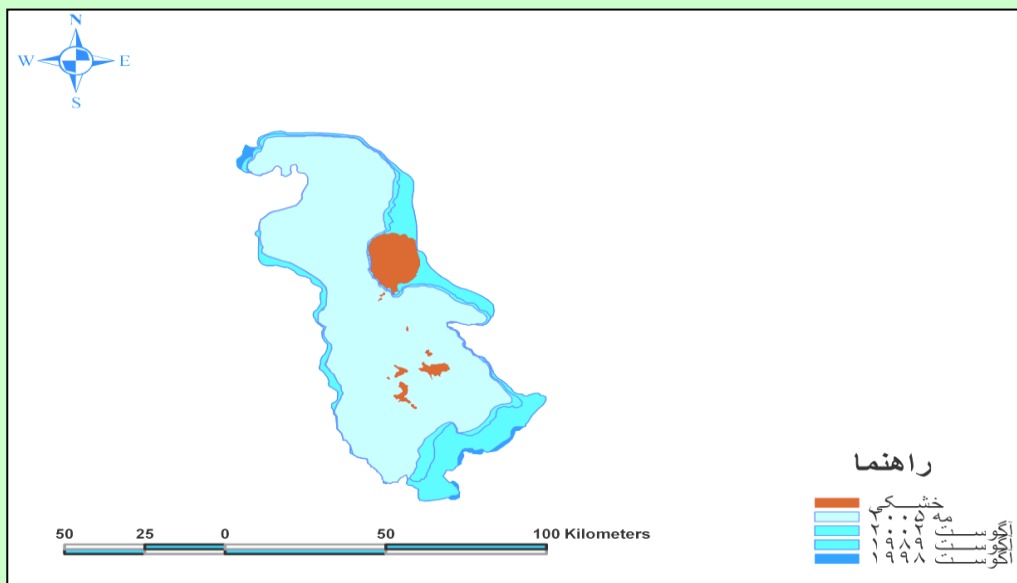 N
W E
S
راهنما
خشکی
مه ۲۰۰۵
آگوست ۲۰۰۲
آگوست ۱۹۸۹
آگوست ۱۹۹۸
50 25 0 50 100 Kilometers